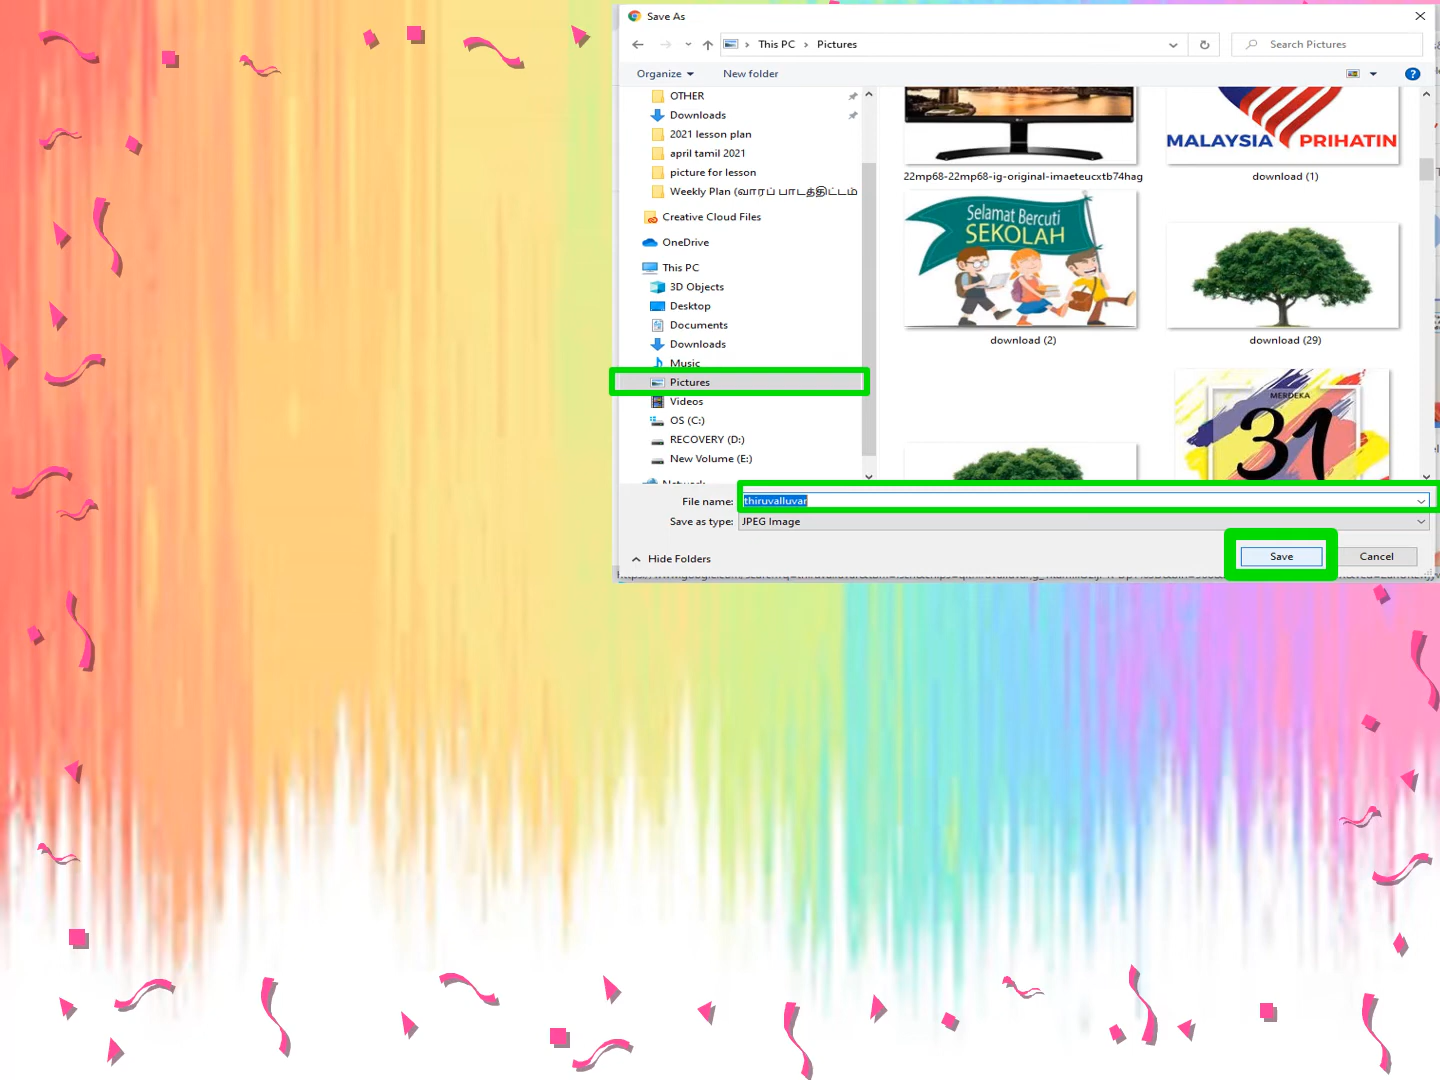 Save As
This PC › Pictures
Search Pictures
Organize
New folder
OTHER
Downloads
2021 lesson plan
april tamil 2021
picture for lesson
Weekly Plan (வாரப் பாடத்திட்டம்
Creative Cloud Files
OneDrive
This PC
3D Objects
Desktop
Documents
Downloads
Music
Pictures
Videos
OS (C:)
RECOVERY (D:)
New Volume (E:)
MALAYSIA PRIHATIN
22mp68-22mp68-ig-original-imaeteucxtb74hag
download (1)
Selamat Bercuti
SEKOLAH
download (2)
download (29)
MERDEKA
31
File name: thiruvalluvar
Save as type: JPEG Image
Hide Folders
Save
Cancel